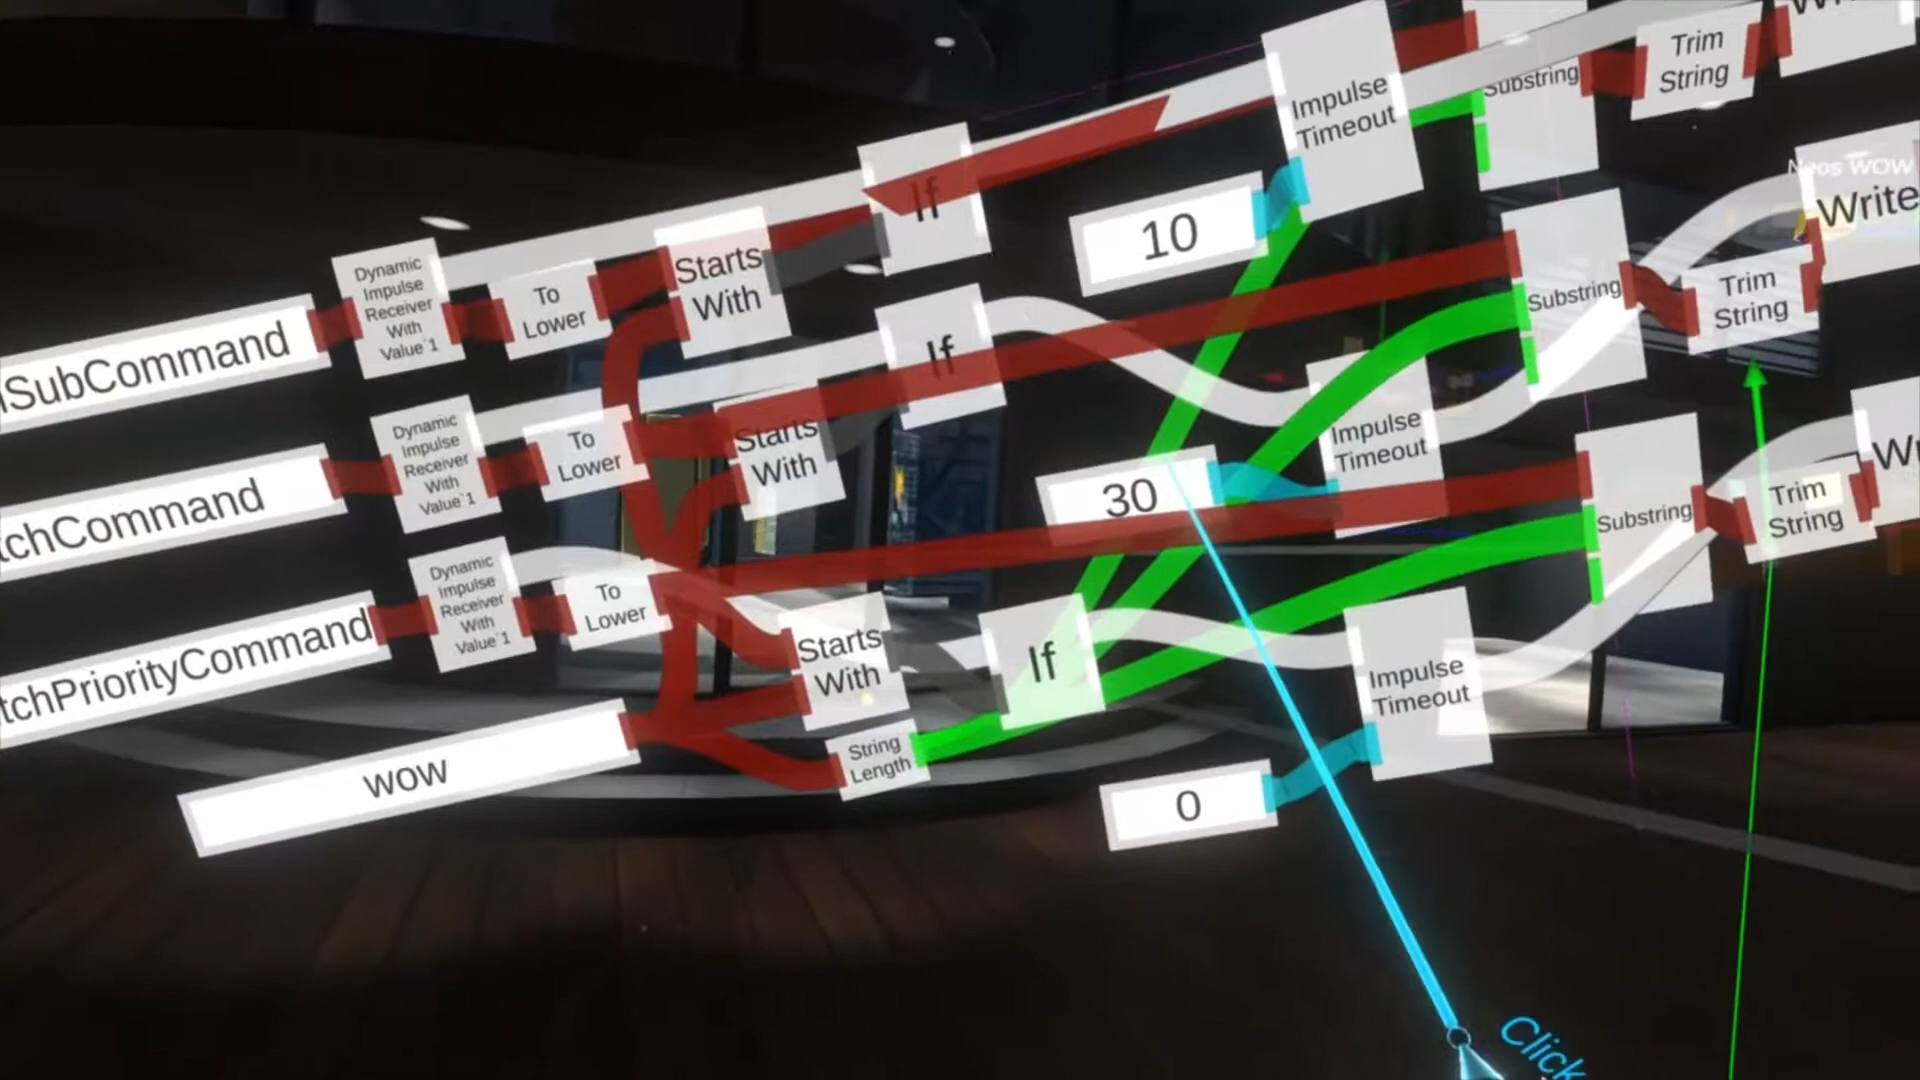 Trim
String
Impulse
Timeout
Substring
Neos WOW
Write
If
10
Starts
With
Dynamic
Impulse
Receiver
With
Value`1
To
Lower
SubCommand
Substring
Trim
String
If
Dynamic
Impulse
Receiver
With
Value`1
To
Lower
Starts
With
Impulse
Timeout
30
tchCommand
Substring
Trim
String
Dynamic
Impulse
Receiver
With
Value`1
To
Lower
Starts
With
If
Impulse
Timeout
tchPriorityCommand
wow
String
Length
0
Click